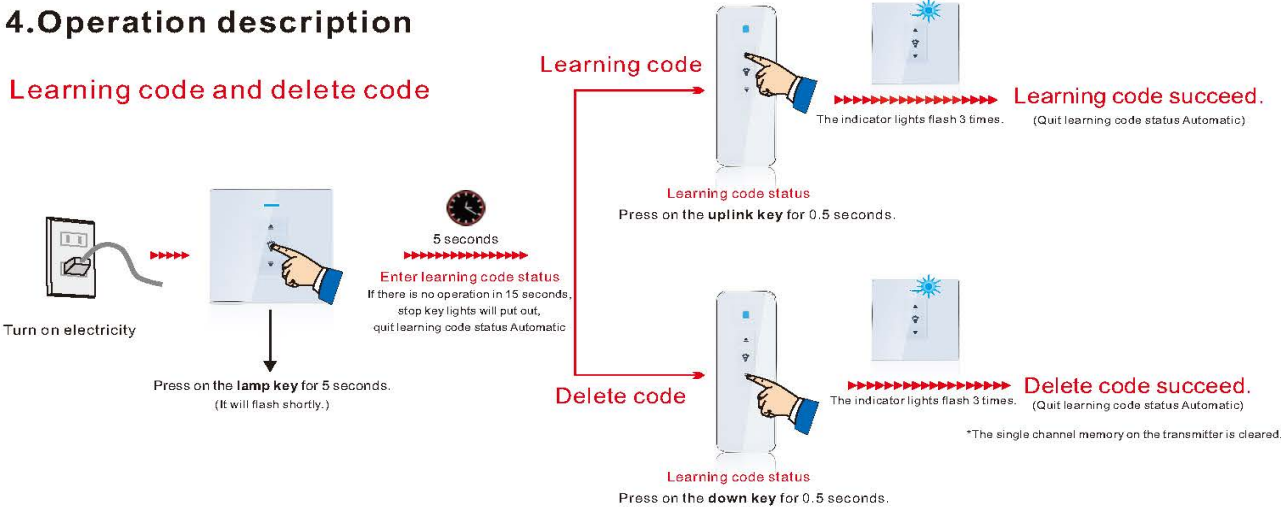 4.Operation description
Learning code and delete code
Turn on electricity
Press on the lamp key for 5 seconds.
(It will flash shortly.)
5 seconds
Enter learning code status
If there is no operation in 15 seconds,
stop key lights will put out,
quit learning code status Automatic
Learning code
Learning code status
Press on the uplink key for 0.5 seconds.
The indicator lights flash 3 times.
Learning code succeed.
(Quit learning code status Automatic)
Delete code
Learning code status
Press on the down key for 0.5 seconds.
The indicator lights flash 3 times.
Delete code succeed.
(Quit learning code status Automatic)
*The single channel memory on the transmitter is cleared.